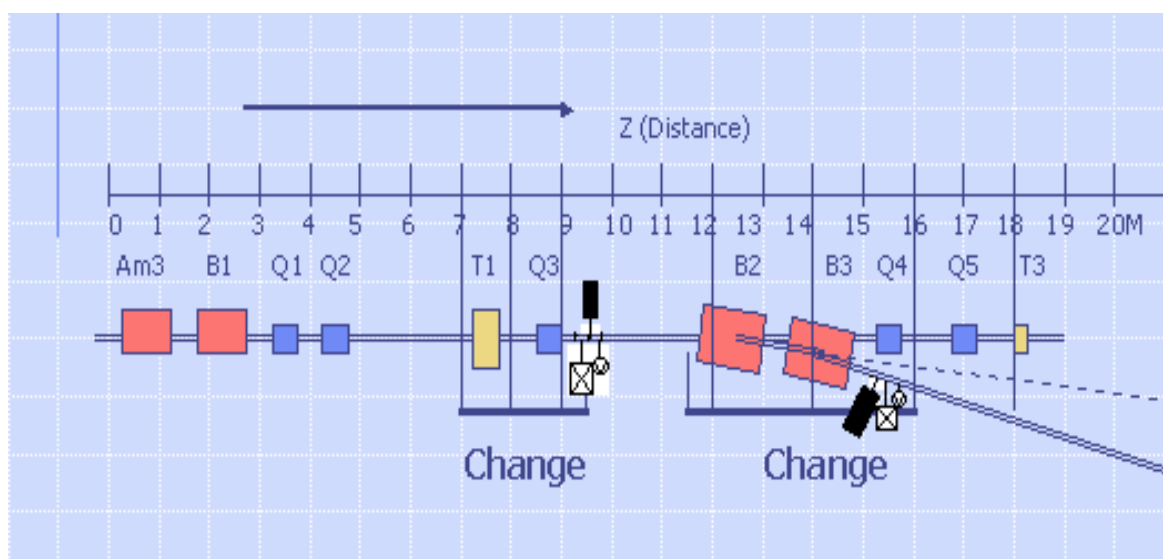 Z (Distance)
0 1 2 3 4 5 6 7 8 9 10 11 12 13 14 15 16 17 18 19 20M
Am3 B1 Q1 Q2 T1 Q3 B2 B3 Q4 Q5 T3
Change Change